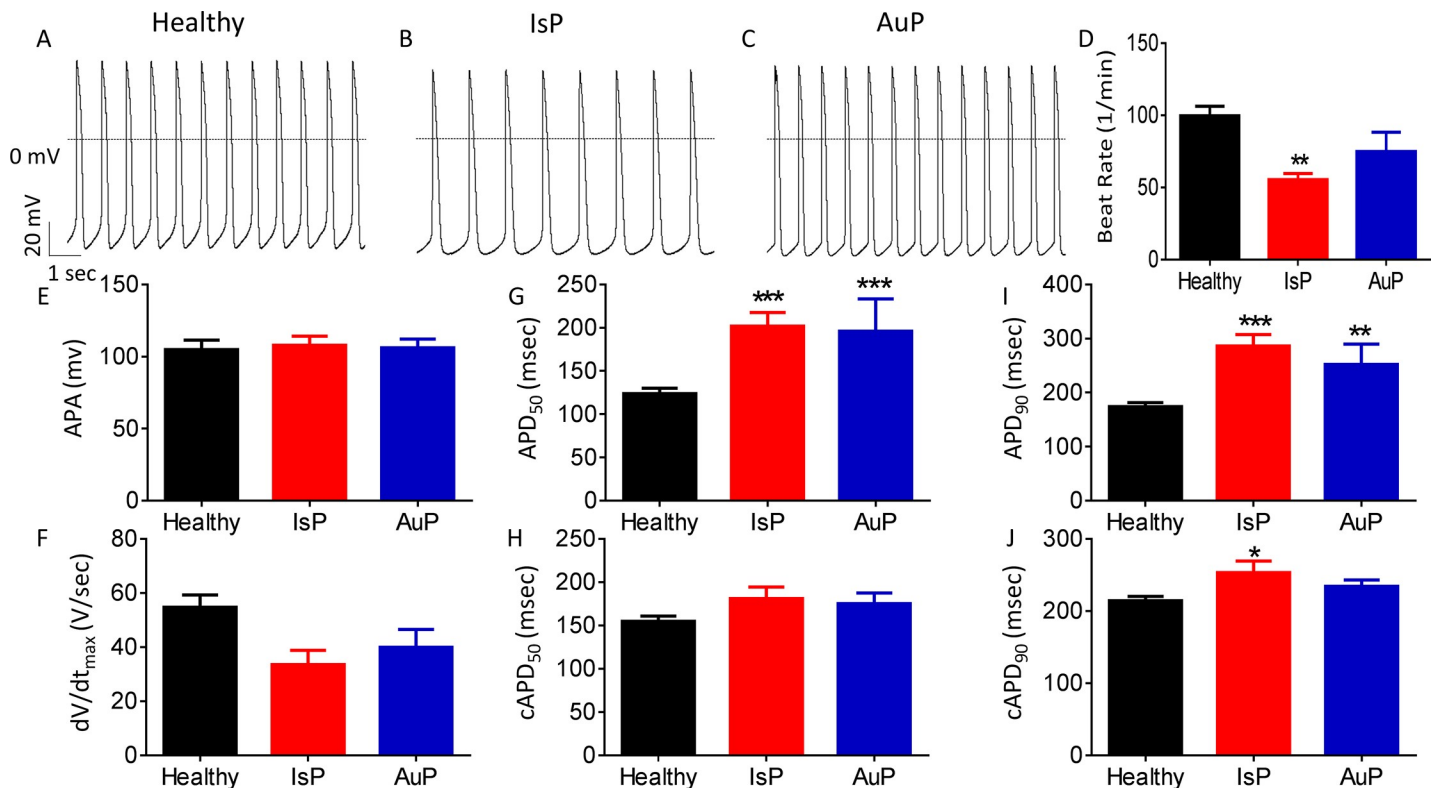 Healthy
IsP
AuP
A
B
C
D
0 mV
20 mV
1 sec
Beat Rate (1/min)
150
100
50
0
Healthy
IsP
AuP
E
APA (mv)
150
100
50
0
Healthy
IsP
AuP
G
APD50 (msec)
250
200
150
100
50
0
Healthy
IsP
AuP
***
***
I
APD90 (msec)
400
300
200
100
0
Healthy
IsP
AuP
***
**
**
F
dV/dtmax (V/sec)
80
60
40
20
0
Healthy
IsP
AuP
H
cAPD50 (msec)
250
200
150
100
50
0
Healthy
IsP
AuP
J
cAPD90 (msec)
300
200
100
0
Healthy
IsP
AuP
*